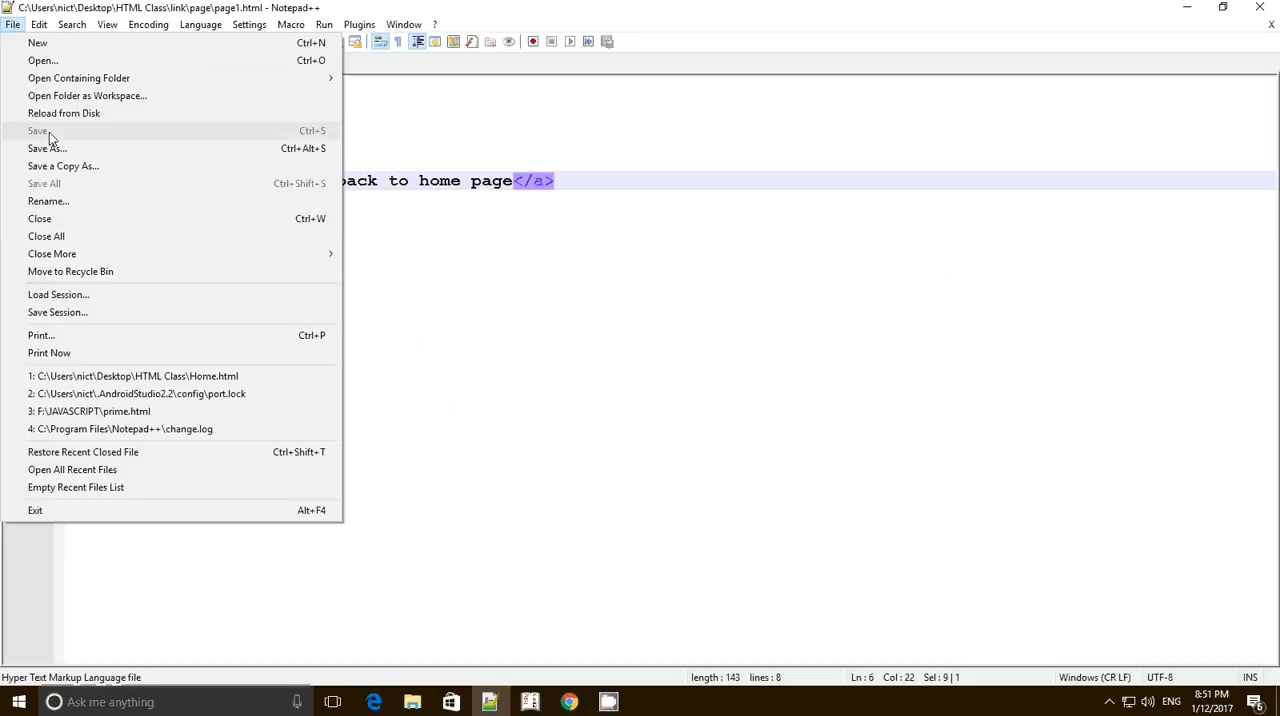 C:\Users\nict\Desktop\HTML Class\link\page\page1.html - Notepad++
File Edit Search View Encoding Language Settings Macro Run Plugins Window ?
X
New Ctrl+N
Open... Ctrl+O
Open Containing Folder
Open Folder as Workspace...
Reload from Disk
Save Ctrl+S
Save As... Ctrl+Alt+S
Save a Copy As...
Save All Ctrl+Shift+S
back to home page</a>
Rename...
Close Ctrl+W
Close All
Close More
Move to Recycle Bin
Load Session...
Save Session...
Print... Ctrl+P
Print Now
1: C:\Users\nict\Desktop\HTML Class\Home.html
2: C:\Users\nict\.AndroidStudio2.2\config\port.lock
3: F:\JAVASCRIPT\prime.html
4: C:\Program Files\Notepad++\change.log
Restore Recent Closed File Ctrl+Shift+T
Open All Recent Files
Empty Recent Files List
Exit Alt+F4
Hyper Text Markup Language file length : 143 lines : 8 Ln : 6 Col : 22 Sel : 9 | 1 Windows (CR LF) UTF-8 INS
Ask me anything ENG 8:51 PM
1/12/2017 6